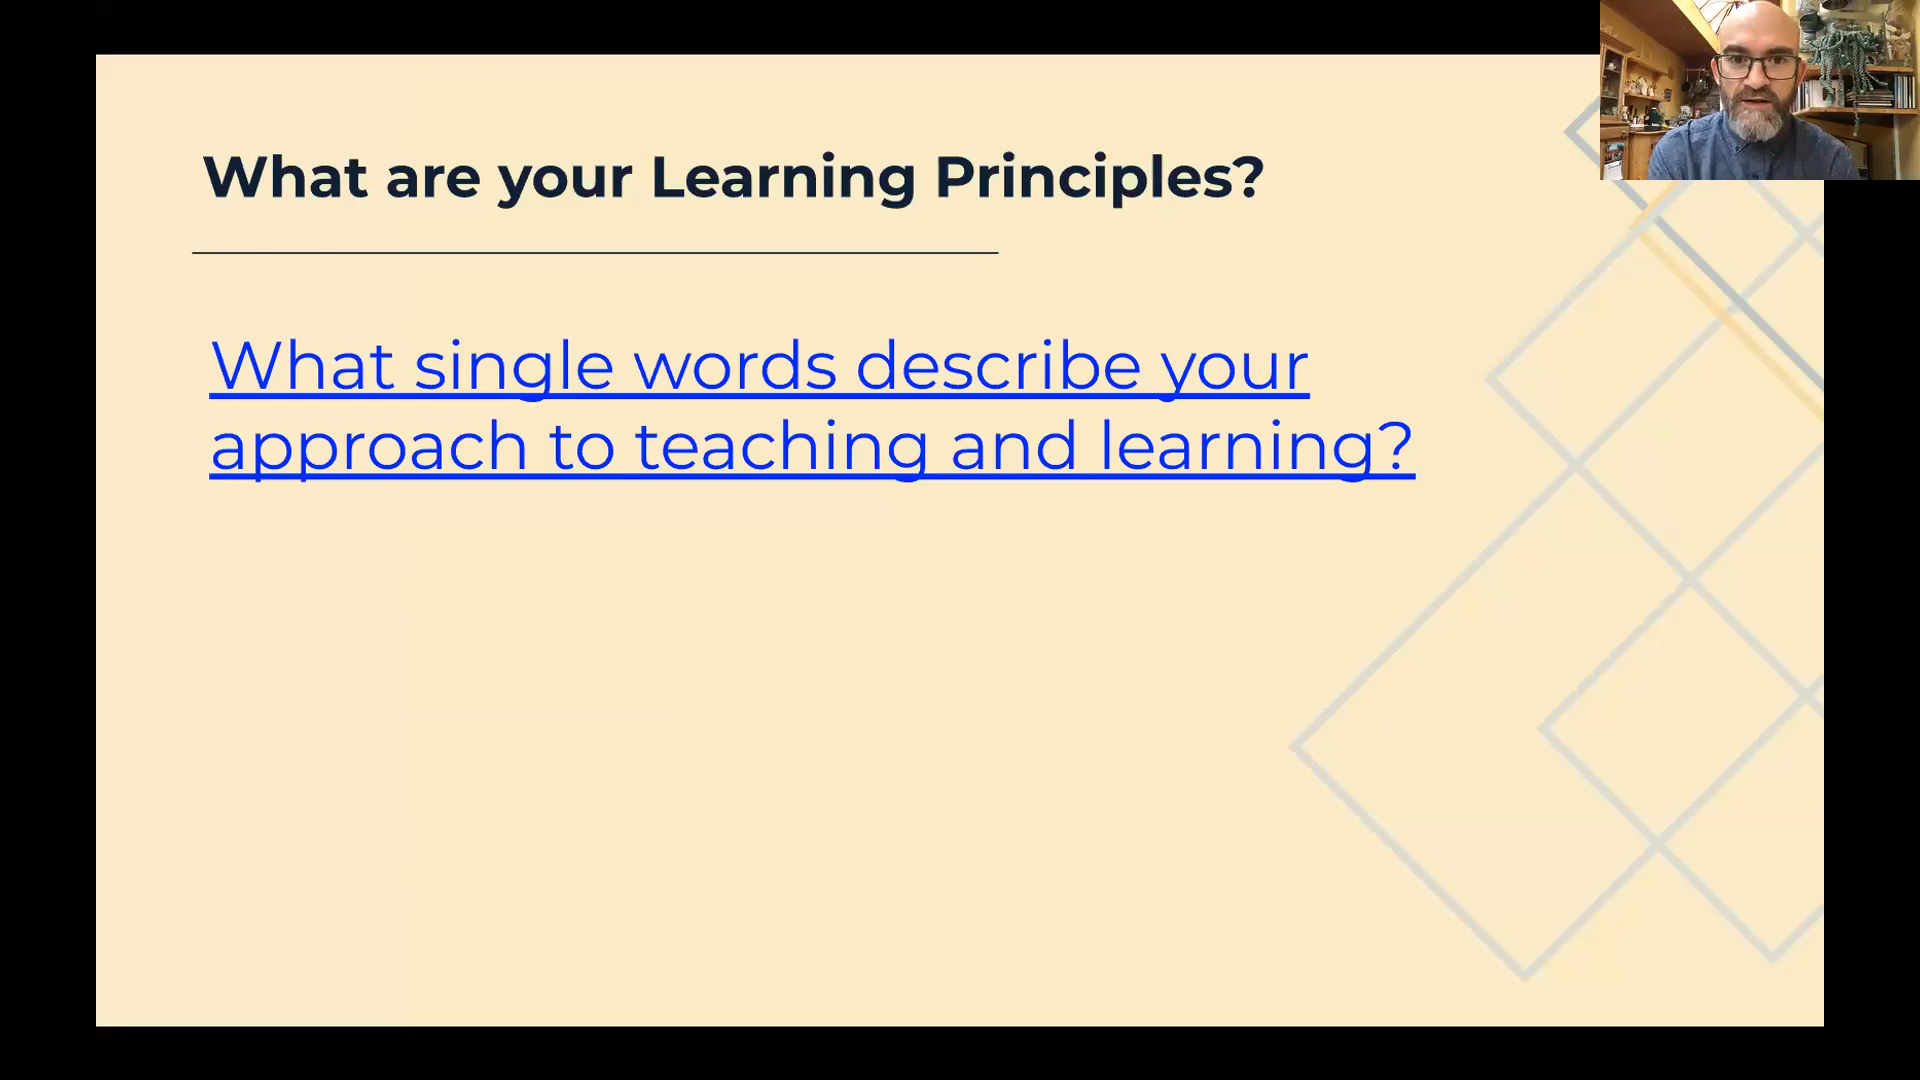 What are your Learning Principles?
What single words describe your
approach to teaching and learning?